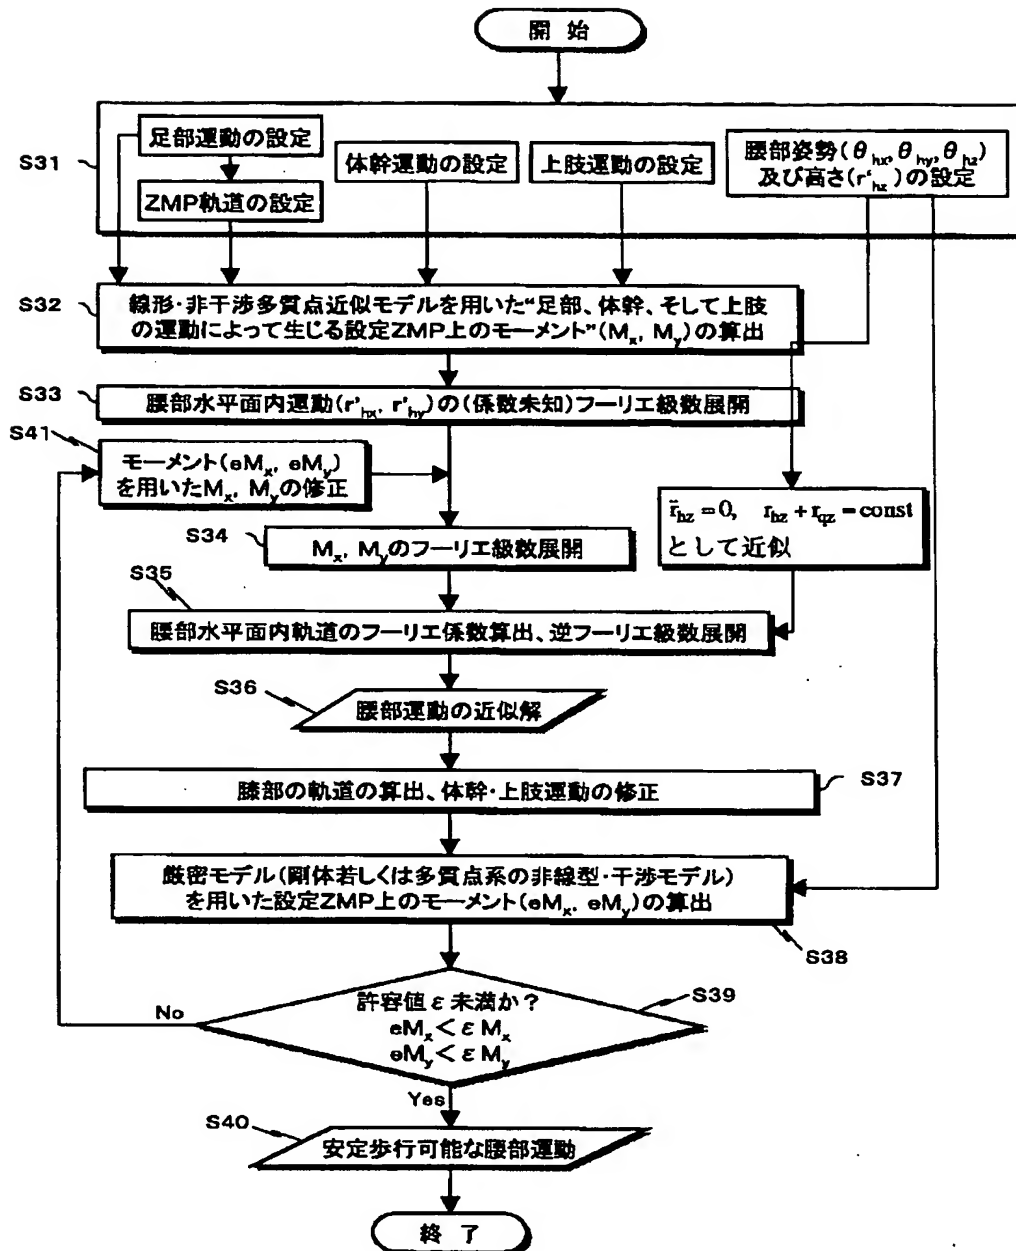 開 始
S31
足部運動の設定
ZMP軌道の設定
体幹運動の設定
上肢運動の設定
腰部姿勢(θhx,θhy,θhz)
及び高さ(r'hz)の設定
S32
線形・非干渉多質点近似モデルを用いた“足部、体幹、そして上肢
の運動によって生じる設定ZMP上のモーメント”(Mx, My)の算出
S33
腰部水平面内運動(r'hx, r'hy)の(係数未知)フーリエ級数展開
S41
モーメント(eMx, eMy)
を用いたMx, Myの修正
r̈hz = 0, rhz + rqz = const
として近似
S34
Mx, Myのフーリエ級数展開
S35
腰部水平面内軌道のフーリエ係数算出、逆フーリエ級数展開
S36
腰部運動の近似解
膝部の軌道の算出、体幹・上肢運動の修正
S37
厳密モデル(剛体若しくは多質点系の非線型・干渉モデル)
を用いた設定ZMP上のモーメント(eMx, eMy)の算出
S38
許容値ε未満か?
eMx < εMx
eMy < εMy
S39
No
Yes
S40
安定歩行可能な腰部運動
終 了